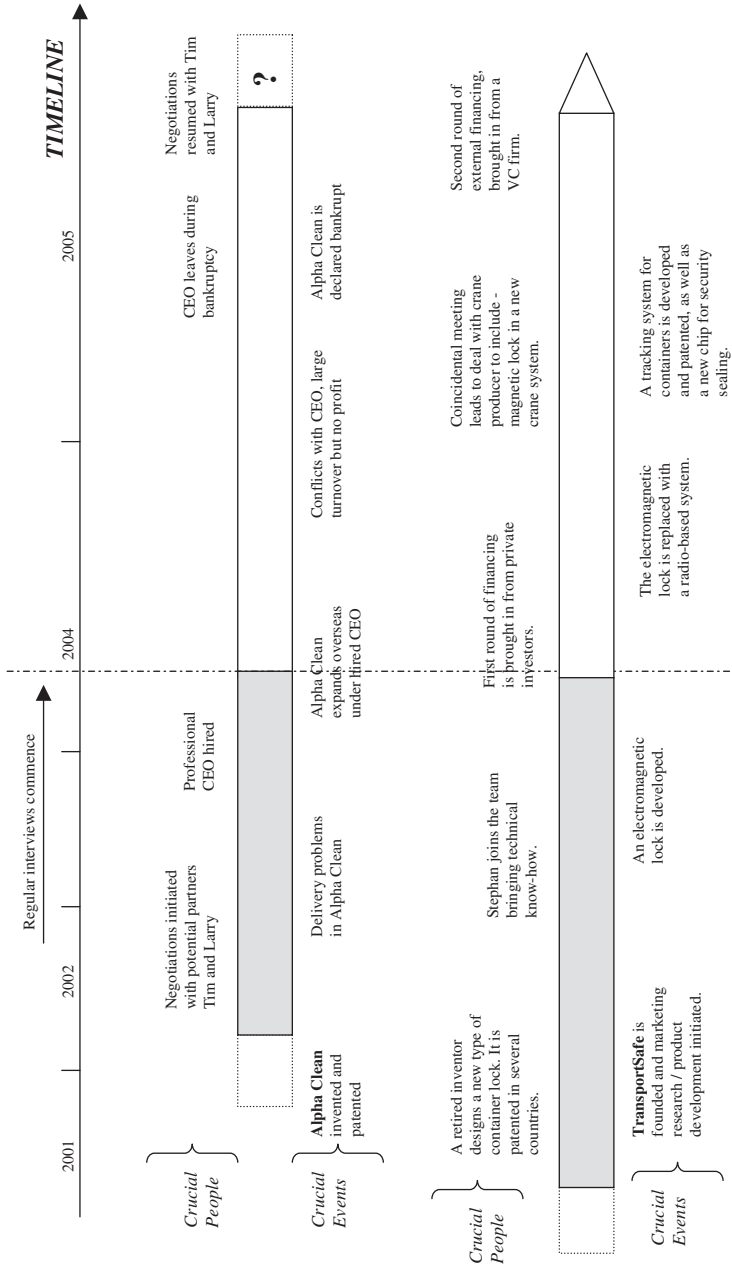 TIMELINE
Regular interviews commence
2001
2002
2004
2005
Crucial
People
Negotiations initiated
with potential partners
Tim and Larry
Professional
CEO hired
CEO leaves during
bankruptcy
Negotiations
resumed with Tim
and Larry
?
Crucial
Events
Alpha Clean
invented and
patented
Delivery problems
in Alpha Clean
Alpha Clean
expands overseas
under Hired CEO
Conflicts with CEO, large
turnover but no profit
Alpha Clean is
declared bankrupt
Crucial
People
A retired inventor
designs a new type of
container lock. It is
patented in several
countries.
Stephan joins the team
bringing technical
know-how.
First round of financing
is prought in from private
investors.
Coincidental meeting
leads to deal with crane
producer to include -
magnetic lock in a new
crane system.
Second round of
external financing,
brought in from a
VC firm.
Crucial
Events
TransportSafe is
founded and marketing
research / product
development initiated.
An electromagnetic
lock is developed.
The electromagnetic
lock is replaced with
a radio-based system.
A tracking system for
containers is developed
and patented, as well as
a new chip for security
sealing.